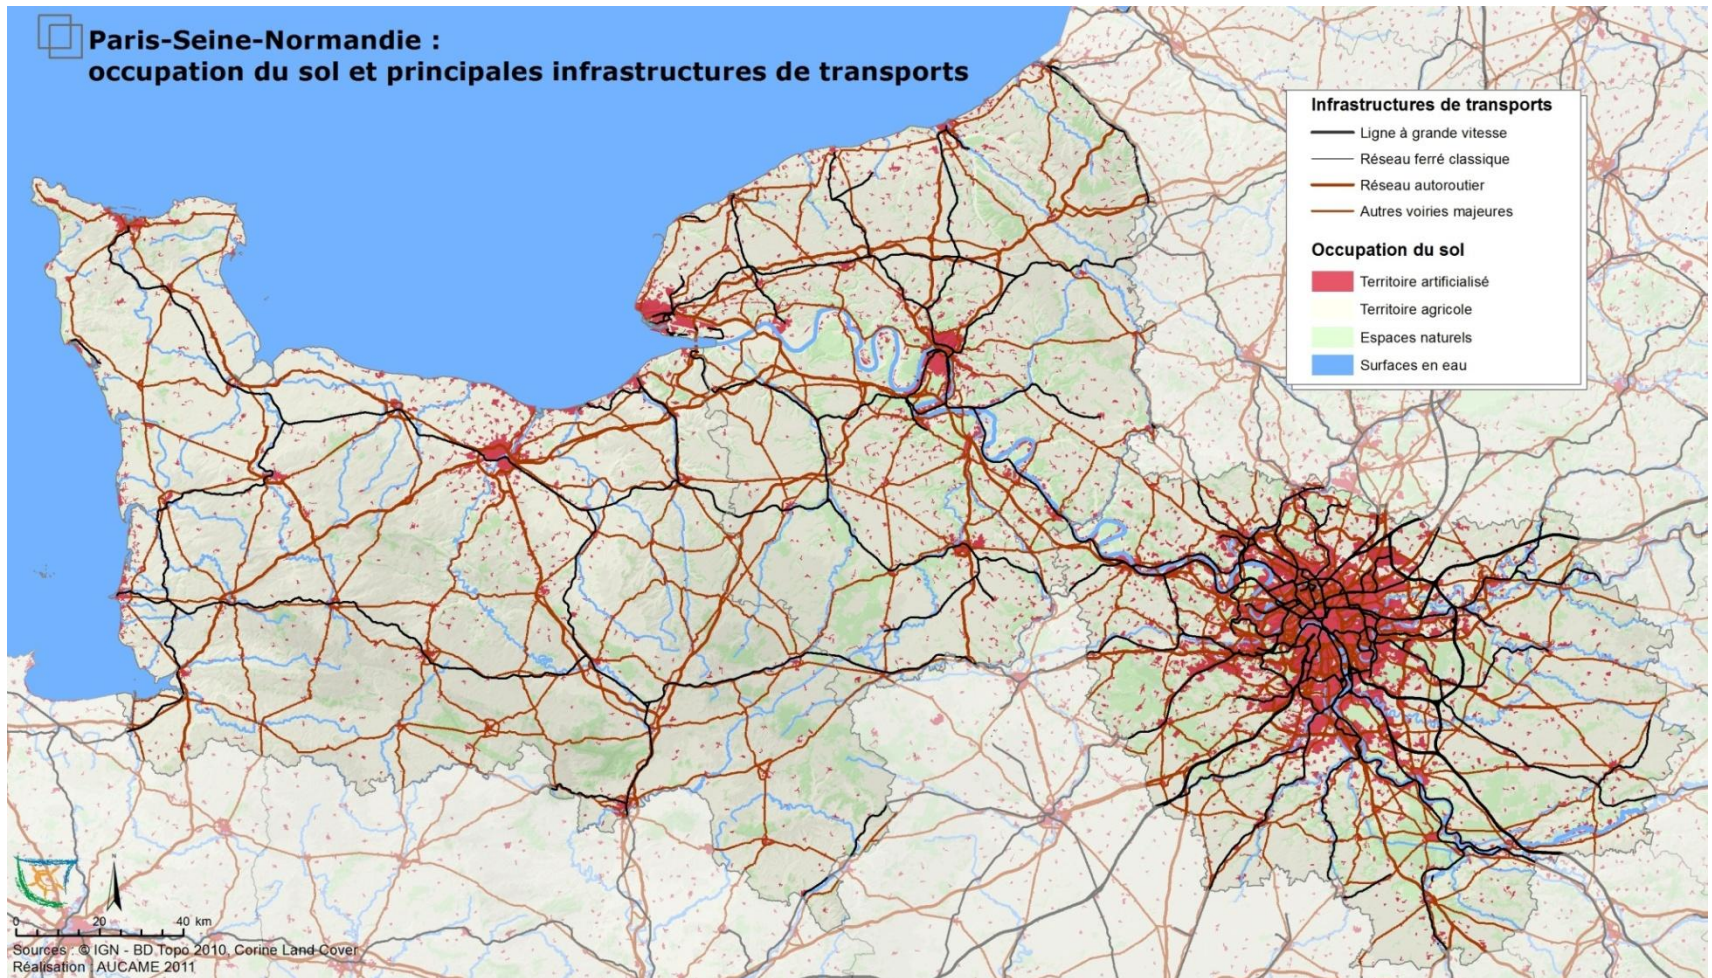 Paris-Seine-Normandie :
occupation du sol et principales infrastructures de transports
Infrastructures de transports
Ligne à grande vitesse
Réseau ferré classique
Réseau autoroutier
Autres voiries majeures
Occupation du sol
Territoire artificialisé
Territoire agricole
Espaces naturels
Surfaces en eau
N
0 20 40 km
Sources : © IGN - BD Topo 2010, Corine Land Cover
Réalisation : AUCAME 2011